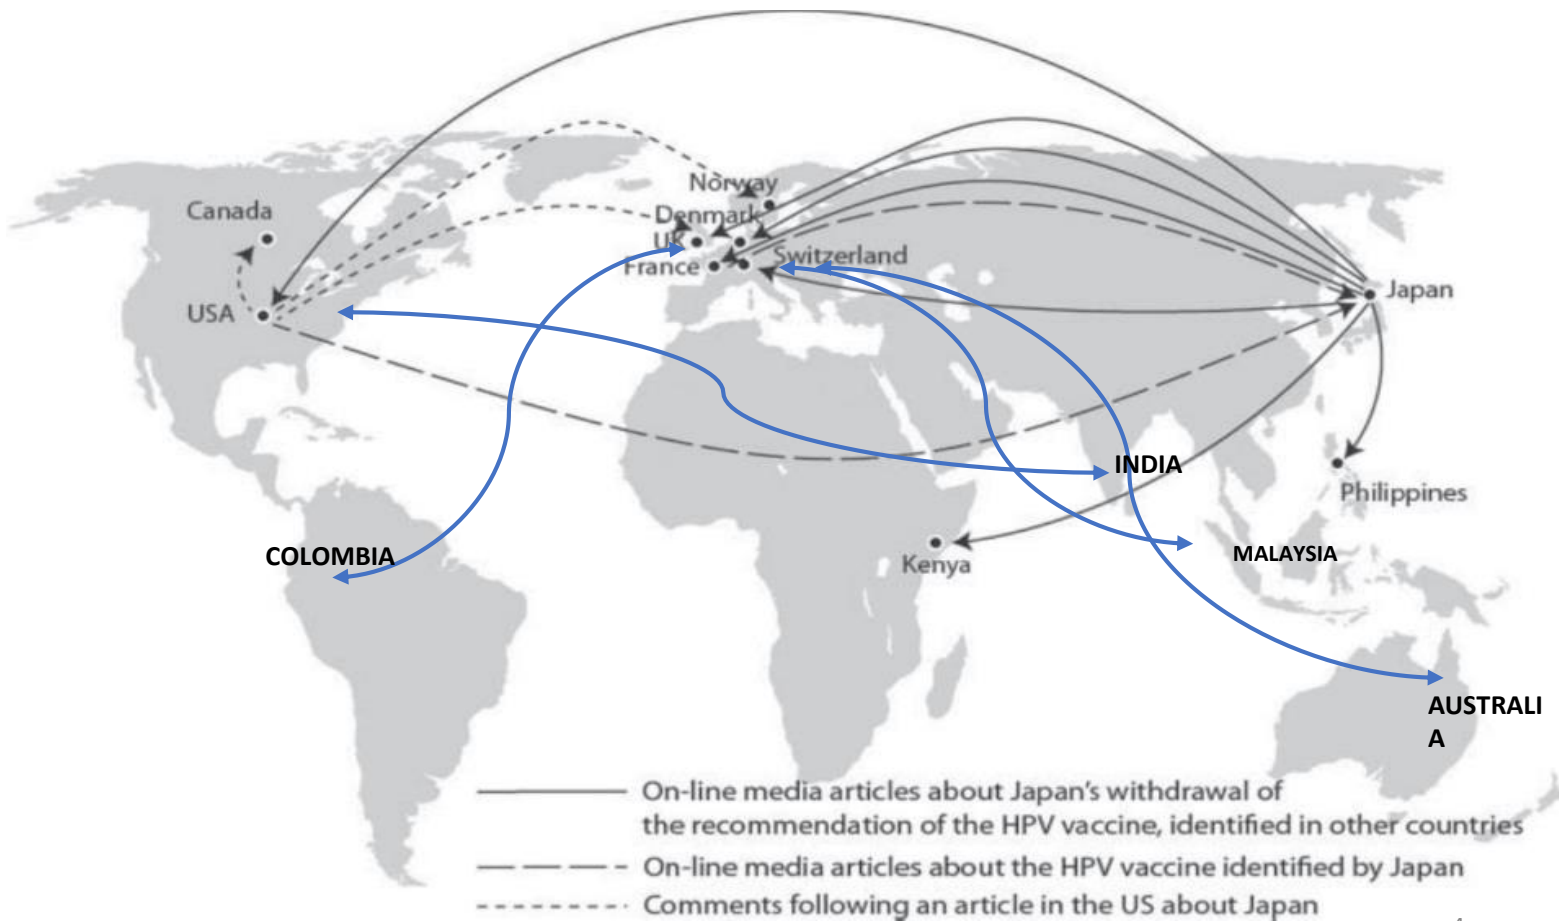 Norway
Canada
Denmark
UK
France
Switzerland
USA
Japan
INDIA
Philippines
COLOMBIA
MALAYSIA
Kenya
AUSTRALI
A
On-line media articles about Japan's withdrawal of
the recommendation of the HPV vaccine, identified in other countries
On-line media articles about the HPV vaccine identified by Japan
Comments following an article in the US about Japan